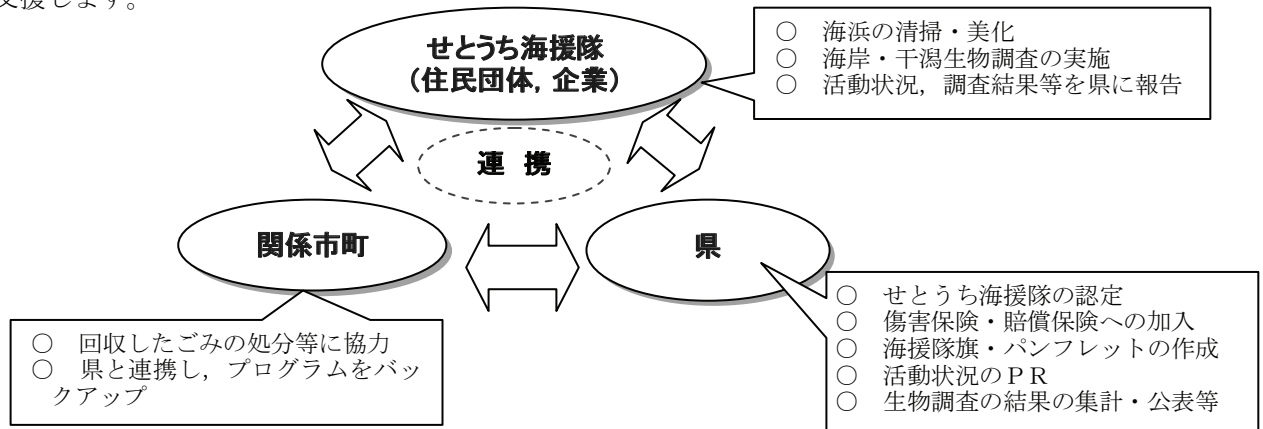 支援します。
せとうち海援隊
（住民団体，企業）
○　海浜の清掃・美化
○　海岸・干潟生物調査の実施
○　活動状況，調査結果等を県に報告
連 携
関係市町
県
○　回収したごみの処分等に協力
○　県と連携し，プログラムをバッ
クアップ
○　せとうち海援隊の認定
○　傷害保険・賠償保険への加入
○　海援隊旗・パンフレットの作成
○　活動状況のＰＲ
○　生物調査の結果の集計・公表等